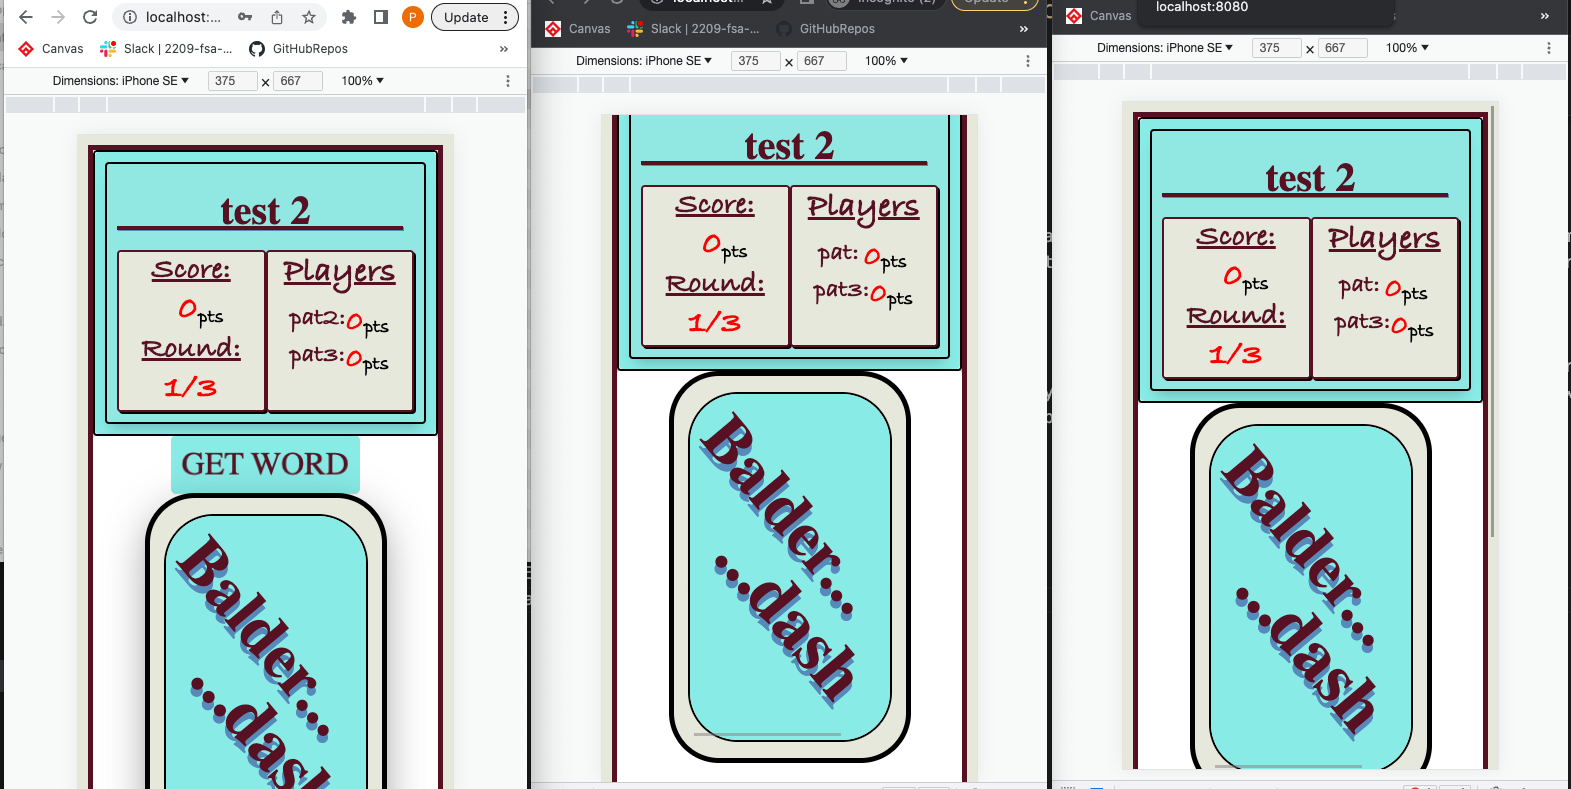 localhost:...
P
Update
Canvas
Slack | 2209-fsa-...
GitHubRepos
»
Dimensions: iPhone SE ▼
375 × 667
100% ▼
test 2
Score:
0pts
Round:
1/3
Players
pat2:0pts
pat3:0pts
GET WORD
Balder...
...dash
Canvas
Slack | 2209-fsa-...
GitHubRepos
»
Dimensions: iPhone SE ▼
375 × 667
100% ▼
test 2
Score:
0pts
Round:
1/3
Players
pat: 0pts
pat3:0pts
Balder...
...dash
localhost:8080
Canvas
»
Dimensions: iPhone SE ▼
375 × 667
100% ▼
test 2
Score:
0pts
Round:
1/3
Players
pat: 0pts
pat3:0pts
Balder...
...dash